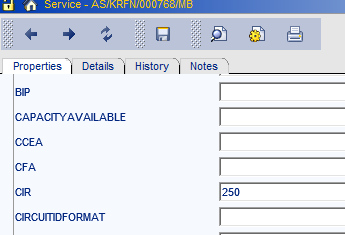 Service - AS/KRFN/000768/MB
Properties Details History Notes
BIP
CAPACITYAVAILABLE
CCEA
CFA
CIR 250
CIRCUITIDFORMAT